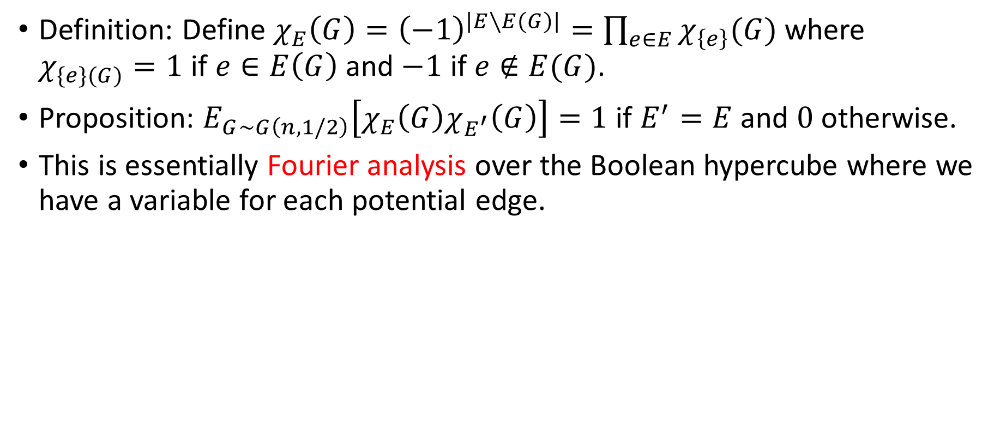 • Definition: Define χ_E(G) = (−1)^{|E\E(G)|} = ∏_{e∈E} χ_{{e}}(G) where
χ_{{e}(G)} = 1 if e ∈ E(G) and −1 if e ∉ E(G).
• Proposition: E_{G~G(n,1/2)}[χ_E(G)χ_{E′}(G)] = 1 if E′ = E and 0 otherwise.
• This is essentially Fourier analysis over the Boolean hypercube where we
have a variable for each potential edge.